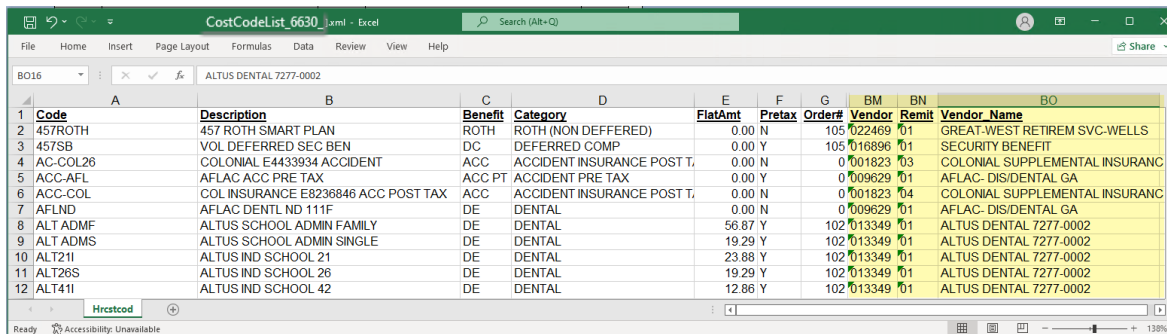 CostCodeList_6630_ .xml - Excel Search (Alt+Q)
File Home Insert Page Layout Formulas Data Review View Help Share
BO16 fx ALTUS DENTAL 7277-0002
A B C D E F G BM BN BO
1 Code Description Benefit Category FlatAmt Pretax Order# Vendor Remit Vendor_Name
2 457ROTH 457 ROTH SMART PLAN ROTH ROTH (NON DEFFERED) 0.00 N 105 022469 01 GREAT-WEST RETIREM SVC-WELLS
3 457SB VOL DEFERRED SEC BEN DC DEFERRED COMP 0.00 Y 105 016896 01 SECURITY BENEFIT
4 AC-COL26 COLONIAL E4433934 ACCIDENT ACC ACCIDENT INSURANCE POST TA 0.00 N 0 001823 03 COLONIAL SUPPLEMENTAL INSURANC
5 ACC-AFL AFLAC ACC PRE TAX ACC PT ACCIDENT PRE TAX 0.00 Y 0 009629 01 AFLAC- DIS/DENTAL GA
6 ACC-COL COL INSURANCE E8236846 ACC POST TAX ACC ACCIDENT INSURANCE POST TA 0.00 N 0 001823 04 COLONIAL SUPPLEMENTAL INSURANC
7 AFLND AFLAC DENTL ND 111F DE DENTAL 0.00 N 0 009629 01 AFLAC- DIS/DENTAL GA
8 ALT ADMF ALTUS SCHOOL ADMIN FAMILY DE DENTAL 56.87 Y 102 013349 01 ALTUS DENTAL 7277-0002
9 ALT ADMS ALTUS SCHOOL ADMIN SINGLE DE DENTAL 19.29 Y 102 013349 01 ALTUS DENTAL 7277-0002
10 ALT21I ALTUS IND SCHOOL 21 DE DENTAL 23.88 Y 102 013349 01 ALTUS DENTAL 7277-0002
11 ALT26S ALTUS IND SCHOOL 26 DE DENTAL 19.29 Y 102 013349 01 ALTUS DENTAL 7277-0002
12 ALT41I ALTUS IND SCHOOL 42 DE DENTAL 12.86 Y 102 013349 01 ALTUS DENTAL 7277-0002
Hrcstcod
Ready Accessibility: Unavailable 138%